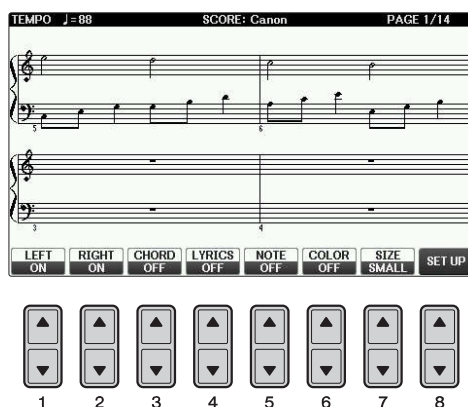 TEMPO ♩=88 SCORE: Canon PAGE 1/14
5 6
3 4
LEFT RIGHT CHORD LYRICS NOTE COLOR SIZE SET UP
ON ON OFF OFF OFF OFF SMALL
1 2 3 4 5 6 7 8